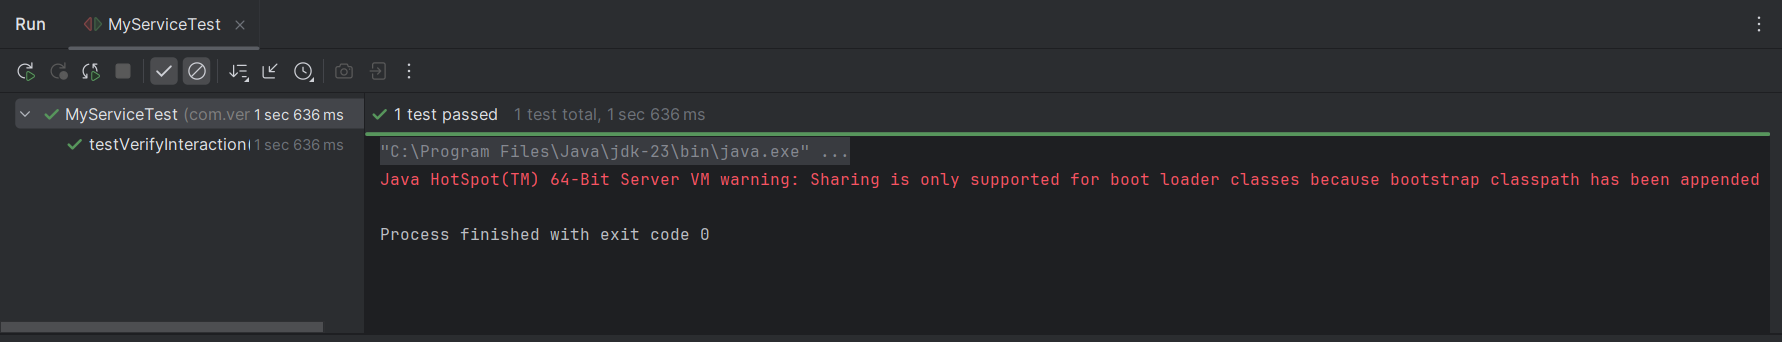 Run MyServiceTest
MyServiceTest (com.ver 1 sec 636 ms
testVerifyInteraction( 1 sec 636 ms
1 test passed 1 test total, 1 sec 636 ms
"C:\Program Files\Java\jdk-23\bin\java.exe" ...
Java HotSpot(TM) 64-Bit Server VM warning: Sharing is only supported for boot loader classes because bootstrap classpath has been appended
Process finished with exit code 0